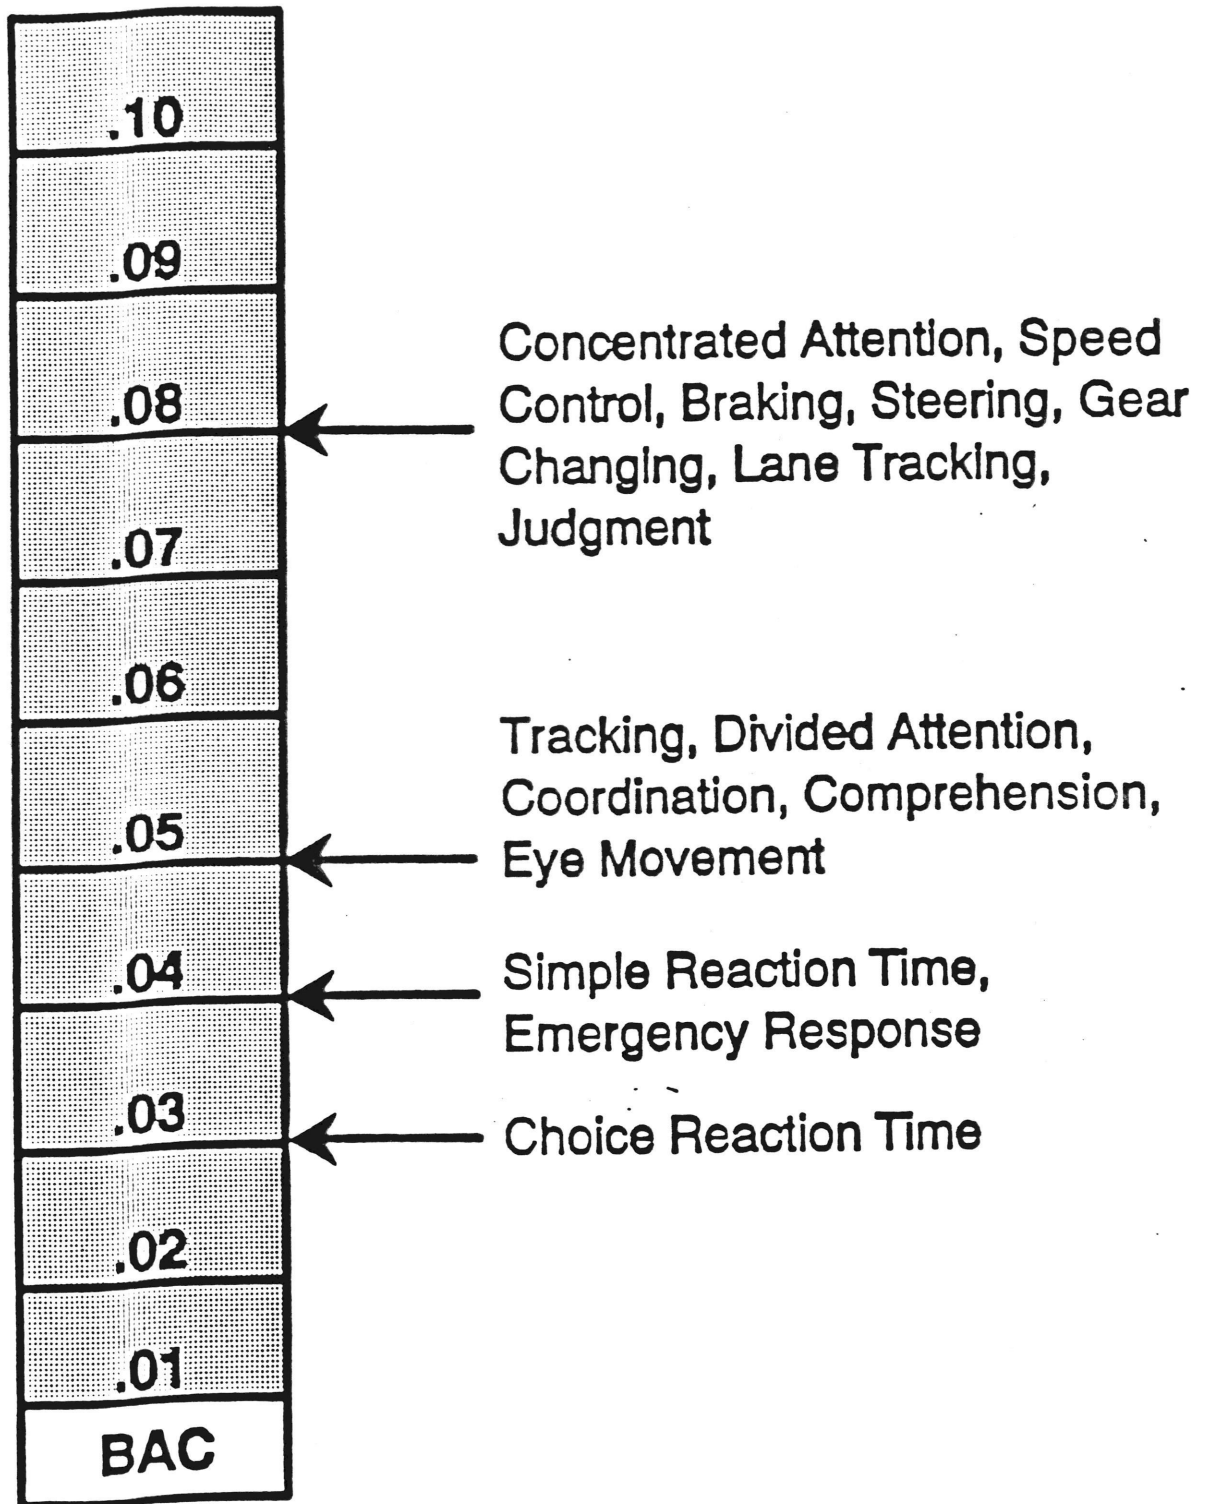 .10
.09
.08
Concentrated Attention, Speed
Control, Braking, Steering, Gear
Changing, Lane Tracking,
Judgment
.07
.06
.05
Tracking, Divided Attention,
Coordination, Comprehension,
Eye Movement
.04
Simple Reaction Time,
Emergency Response
.03
Choice Reaction Time
.02
.01
BAC